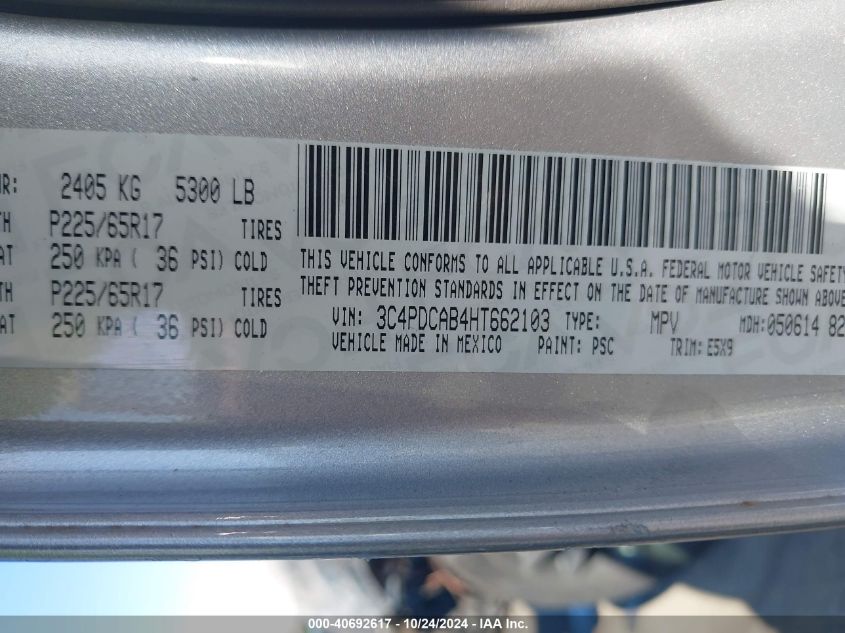 2405 KG 5300 LB
P225/65R17 TIRES
250 KPA ( 36 PSI) COLD
P225/65R17 TIRES
250 KPA ( 36 PSI) COLD
THIS VEHICLE CONFORMS TO ALL APPLICABLE U.S.A. FEDERAL MOTOR VEHICLE SAFETY
THEFT PREVENTION STANDARDS IN EFFECT ON THE DATE OF MANUFACTURE SHOWN ABOVE
VIN: 3C4PDCAB4HT662103 TYPE: MPV MDH:050614 82
VEHICLE MADE IN MEXICO PAINT: PSC TRIM: E5X9
000-40692617 - 10/24/2024 - IAA Inc.